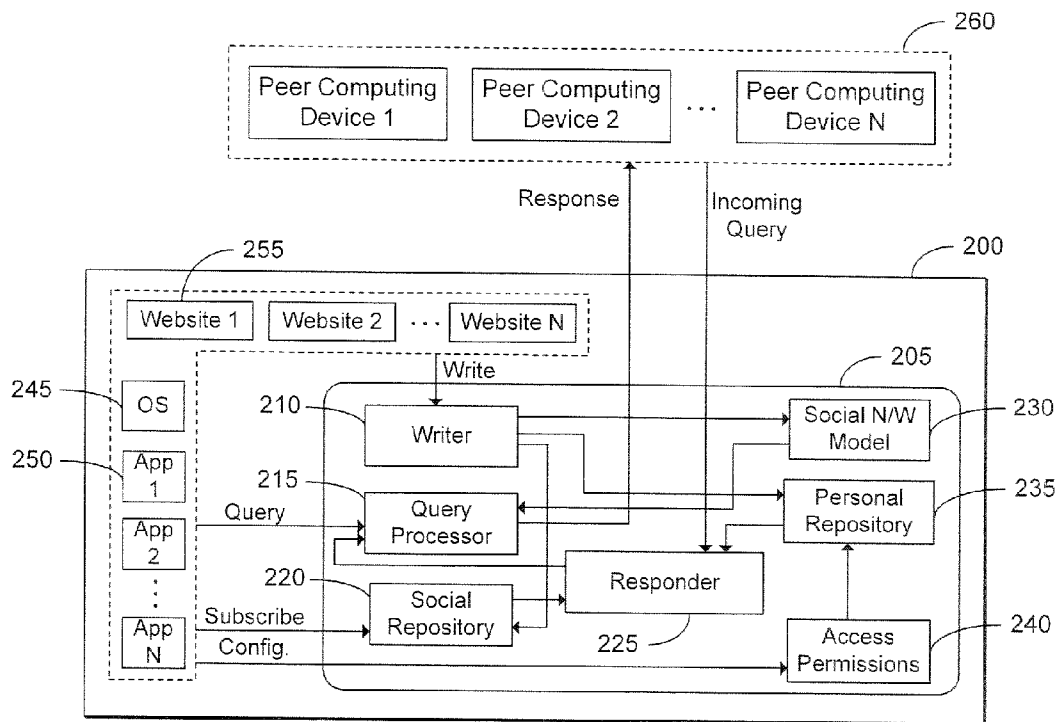 260
Peer Computing
Device 1
Peer Computing
Device 2
...
Peer Computing
Device N
Response
Incoming
Query
200
255
Website 1
Website 2
...
Website N
Write
205
245
OS
210
Writer
Social N/W
Model
230
250
App
1
215
Query
Processor
Personal
Repository
235
Query
App
2
220
Social
Repository
Responder
225
Subscribe
Config.
App
N
Access
Permissions
240